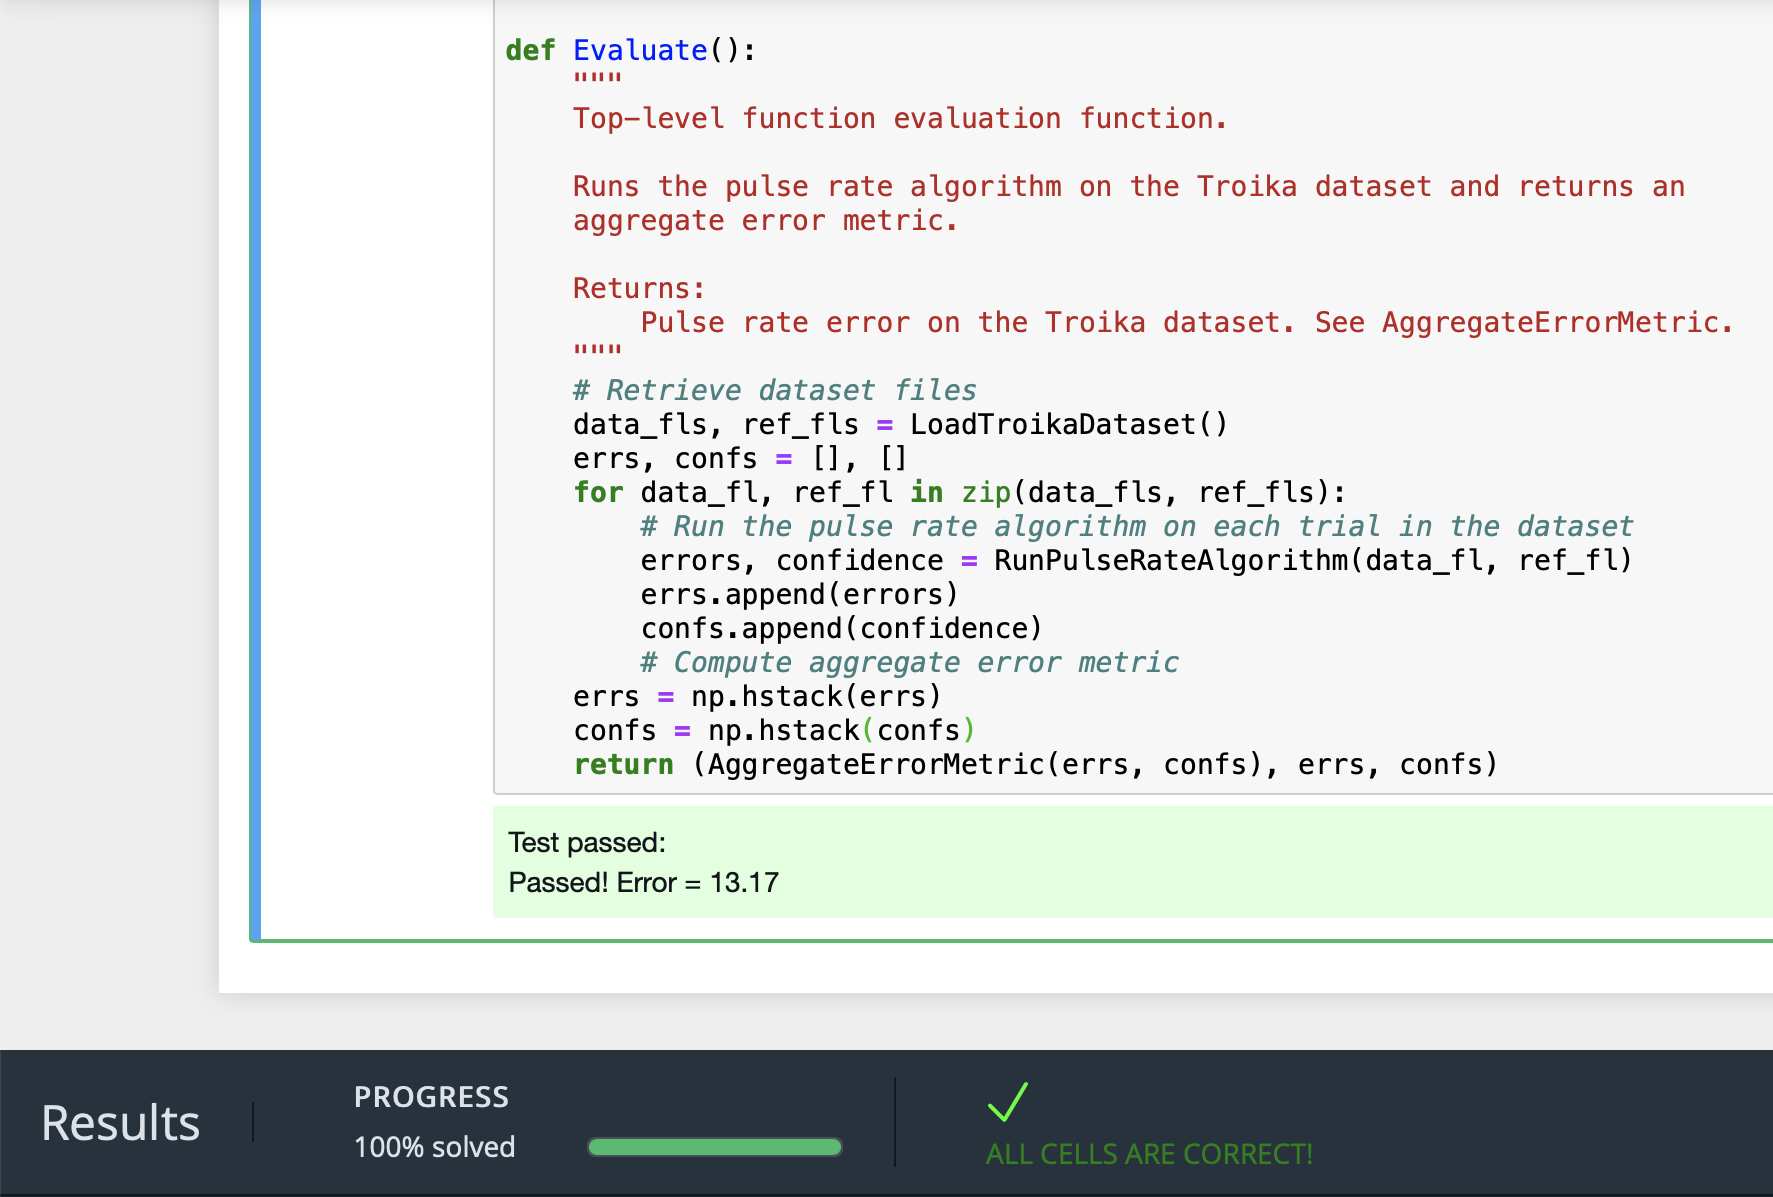 def Evaluate():
    """
    Top-level function evaluation function.

    Runs the pulse rate algorithm on the Troika dataset and returns an
    aggregate error metric.

    Returns:
        Pulse rate error on the Troika dataset. See AggregateErrorMetric.
    """
    # Retrieve dataset files
    data_fls, ref_fls = LoadTroikaDataset()
    errs, confs = [], []
    for data_fl, ref_fl in zip(data_fls, ref_fls):
        # Run the pulse rate algorithm on each trial in the dataset
        errors, confidence = RunPulseRateAlgorithm(data_fl, ref_fl)
        errs.append(errors)
        confs.append(confidence)
        # Compute aggregate error metric
    errs = np.hstack(errs)
    confs = np.hstack(confs)
    return (AggregateErrorMetric(errs, confs), errs, confs)
Test passed:
Passed! Error = 13.17
Results
PROGRESS
100% solved
ALL CELLS ARE CORRECT!